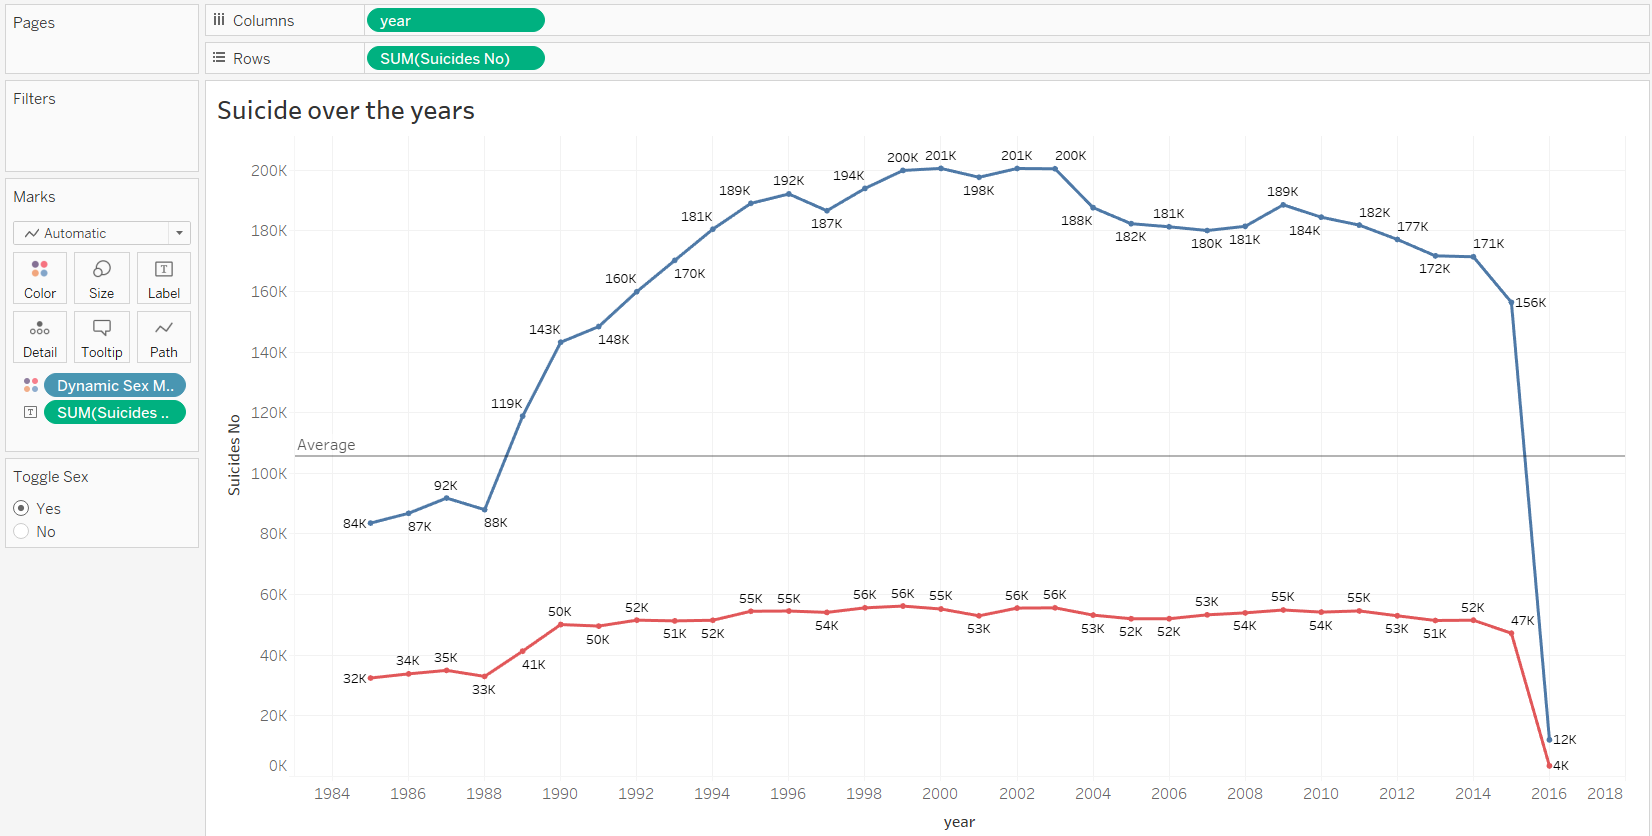 Pages
Columns
year
Rows
SUM(Suicides No)
Filters
Marks
Automatic
Color
Size
Label
Detail
Tooltip
Path
Dynamic Sex M..
SUM(Suicides ..
Toggle Sex
Yes
No
Suicide over the years
Suicides No
200K
180K
160K
140K
120K
100K
80K
60K
40K
20K
0K
Average
84K
87K
92K
88K
119K
143K
148K
160K
170K
181K
189K
192K
187K
194K
200K
201K
198K
201K
200K
188K
182K
181K
180K
181K
189K
184K
182K
177K
172K
171K
156K
12K
32K
34K
35K
33K
41K
50K
50K
52K
51K
52K
55K
55K
54K
56K
56K
55K
53K
56K
56K
53K
52K
52K
53K
54K
55K
54K
55K
53K
51K
52K
47K
4K
1984 1986 1988 1990 1992 1994 1996 1998 2000 2002 2004 2006 2008 2010 2012 2014 2016 2018
year